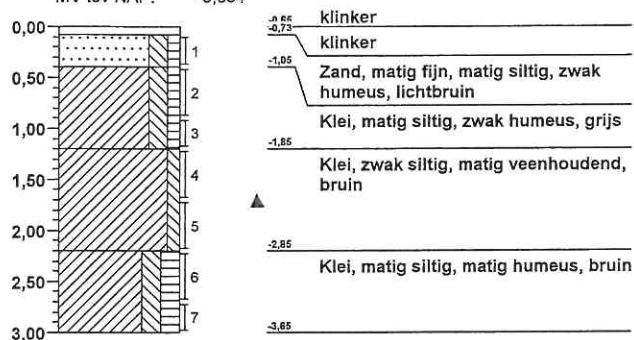 0,00
0,50
1,00
1,50
2,00
2,50
3,00
1
2
3
4
5
6
7
-0,65
klinker
-0,73
klinker
-1,05
Zand, matig fijn, matig siltig, zwak
humeus, lichtbruin
Klei, matig siltig, zwak humeus, grijs
-1,85
Klei, zwak siltig, matig veenhoudend,
bruin
-2,85
Klei, matig siltig, matig humeus, bruin
-3,65